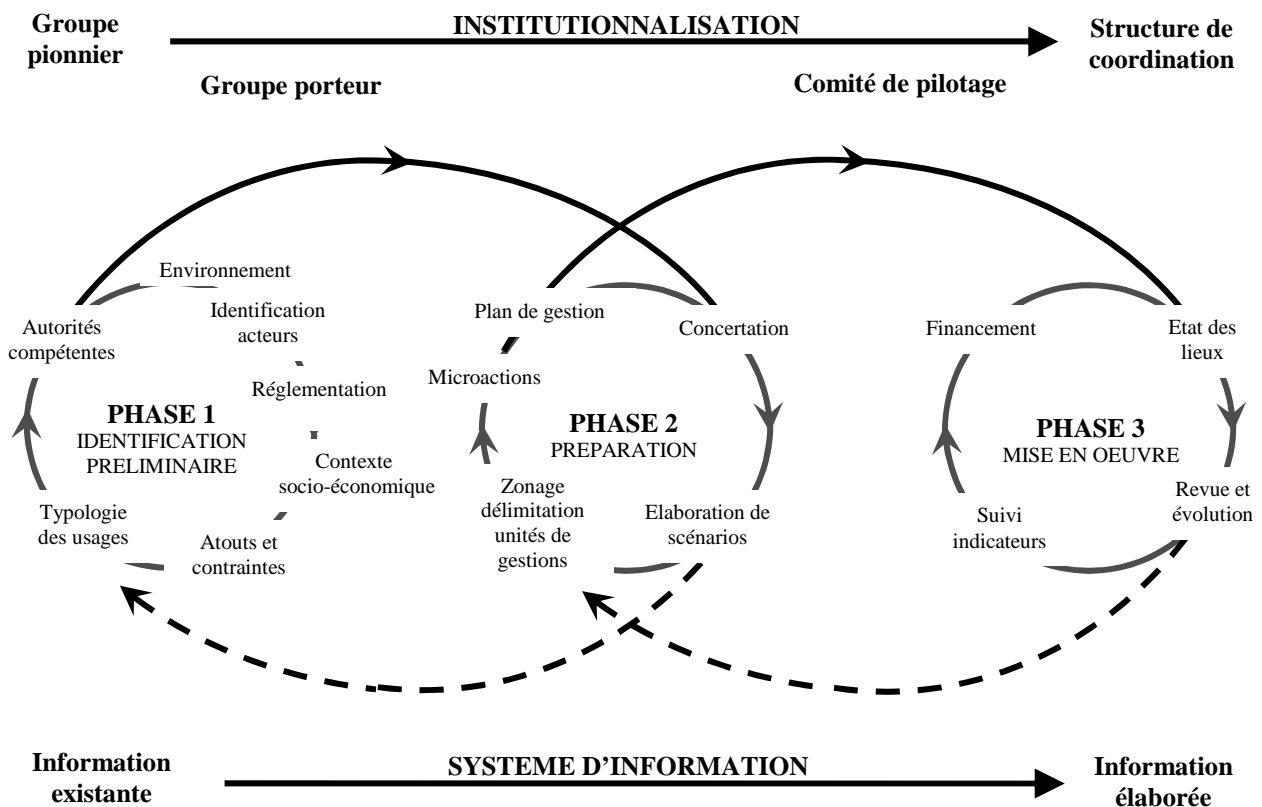 Groupe
pionnier
INSTITUTIONNALISATION
Structure de
coordination
Groupe porteur
Comité de pilotage
Environnement
Identification
acteurs
Autorités
compétentes
Réglementation
PHASE 1
IDENTIFICATION
PRELIMINAIRE
Contexte
socio-économique
Typologie
des usages
Atouts et
contraintes
Plan de gestion
Concertation
Microactions
PHASE 2
PREPARATION
Zonage
délimitation
unités de
gestions
Elaboration de
scénarios
Financement
Etat des
lieux
PHASE 3
MISE EN OEUVRE
Suivi
indicateurs
Revue et
évolution
Information
existante
SYSTEME D’INFORMATION
Information
élaborée